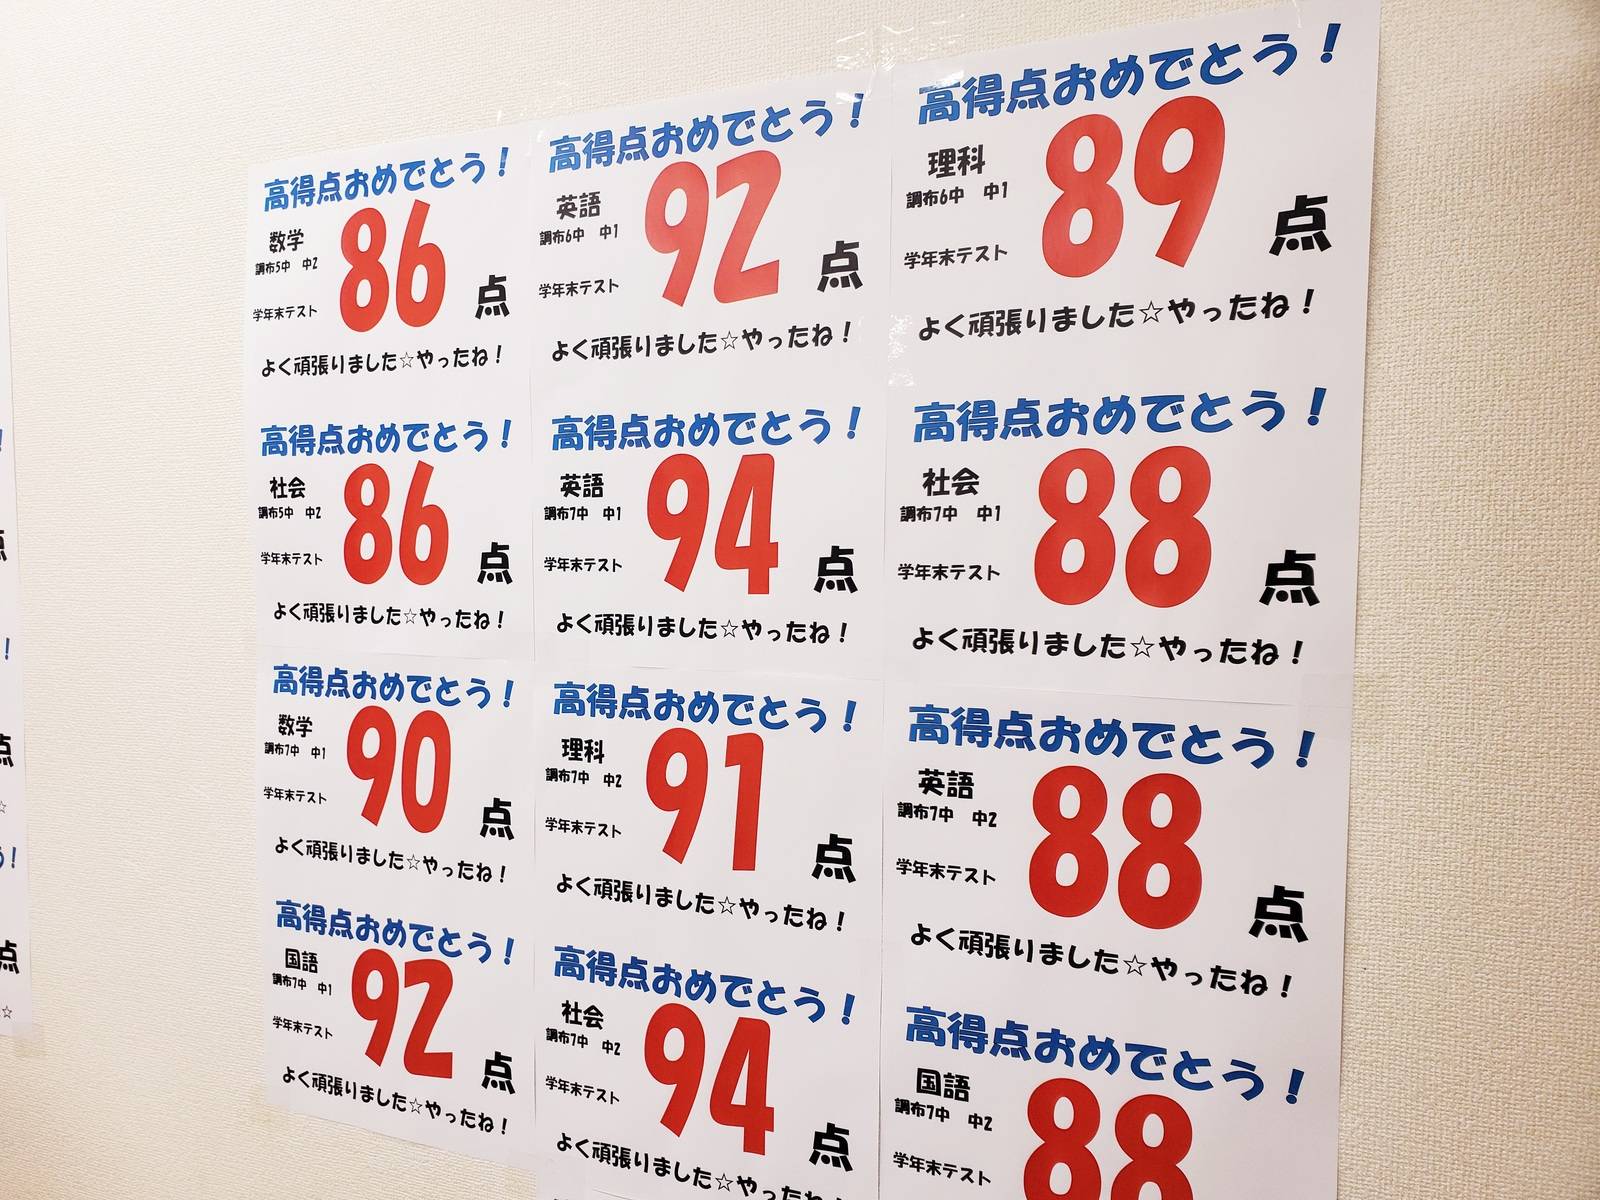 高得点おめでとう！
数学
調布5中 中2
86
点
学年末テスト
よく頑張りました☆やったね！
高得点おめでとう！
社会
調布5中 中2
86
点
学年末テスト
よく頑張りました☆やったね！
高得点おめでとう！
数学
調布7中 中1
90
点
学年末テスト
よく頑張りました☆やったね！
高得点おめでとう！
国語
調布7中 中1
92
点
学年末テスト
よく頑張りました☆やったね！
高得点おめでとう！
英語
調布6中 中1
92
点
学年末テスト
よく頑張りました☆やったね！
高得点おめでとう！
英語
調布7中 中1
94
点
学年末テスト
よく頑張りました☆やったね！
高得点おめでとう！
理科
調布7中 中2
91
点
学年末テスト
よく頑張りました☆やったね！
高得点おめでとう！
社会
調布7中 中2
94
点
学年末テスト
よく頑張りました☆やったね
高得点おめでとう！
理科
調布6中 中1
89
点
学年末テスト
よく頑張りました☆やったね！
高得点おめでとう！
社会
調布7中 中1
88
点
学年末テスト
よく頑張りました☆やったね！
高得点おめでとう！
英語
調布7中 中2
88
点
学年末テスト
よく頑張りました☆やったね！
高得点おめでとう！
国語
調布7中 中2
88
学年末テスト